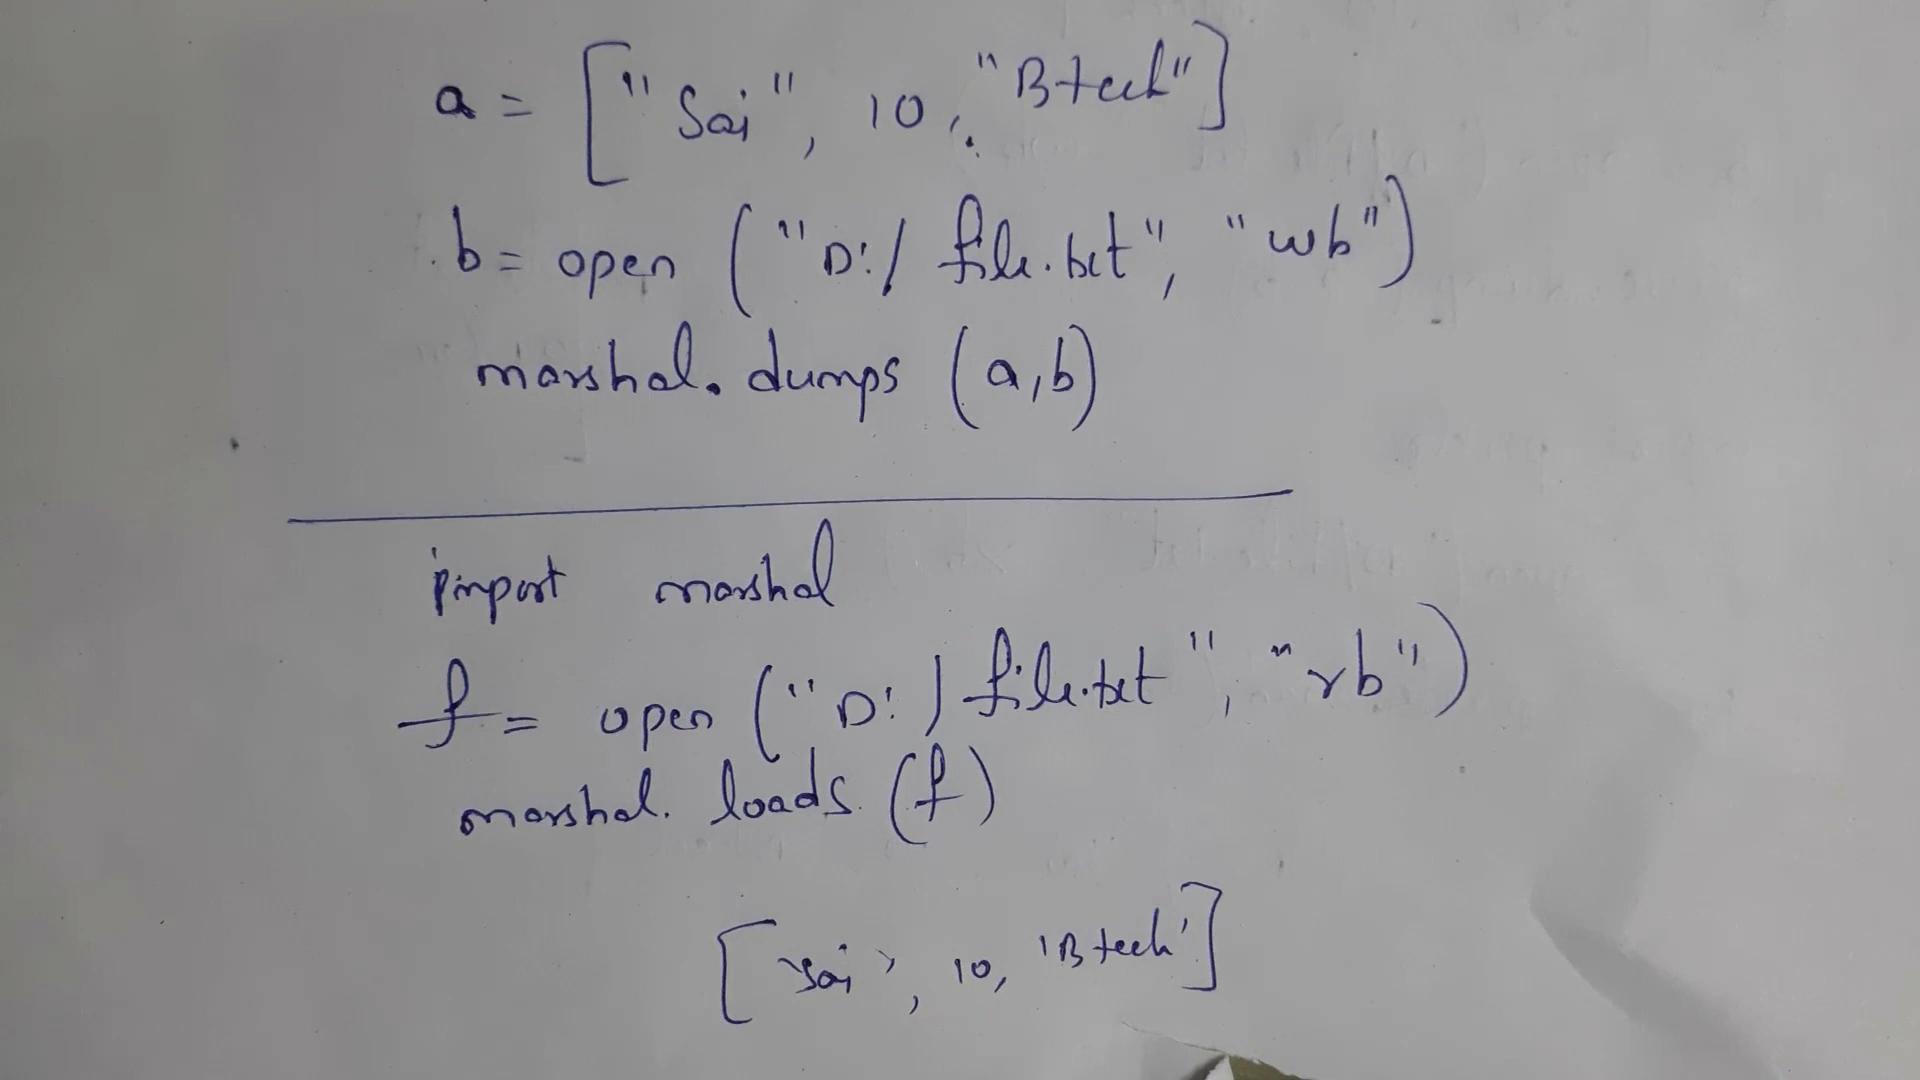 a = ["Sai", 10, "Btech"]
b = open ("D:/ file.txt", "wb")
marshal.dumps (a,b)
import marshal
f = open ("D:/ file.txt", "rb")
marshal.loads (f)
['Sai', 10, 'Btech']